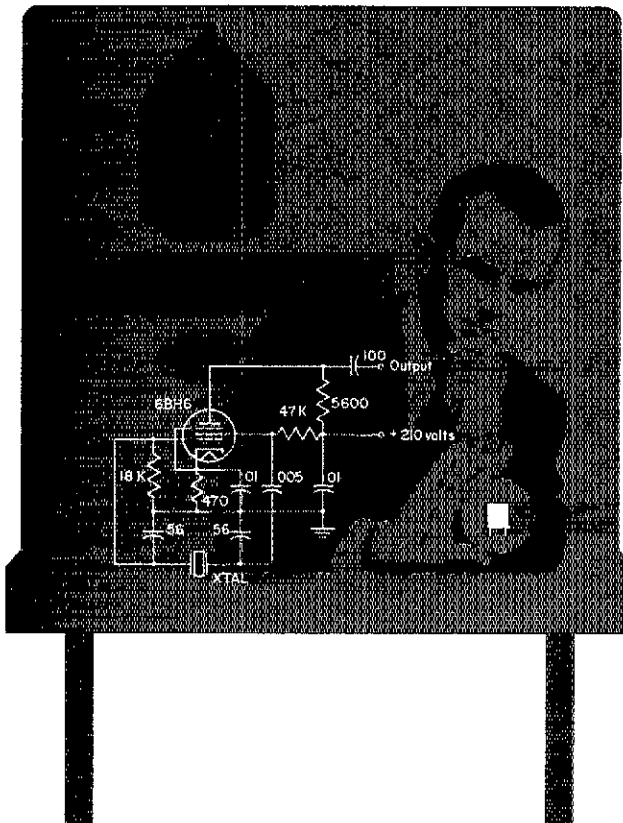 100
Output
6BH6
5600
47K
+ 210 volts
18 K
.01
.005
.01
470
56
56
XTAL